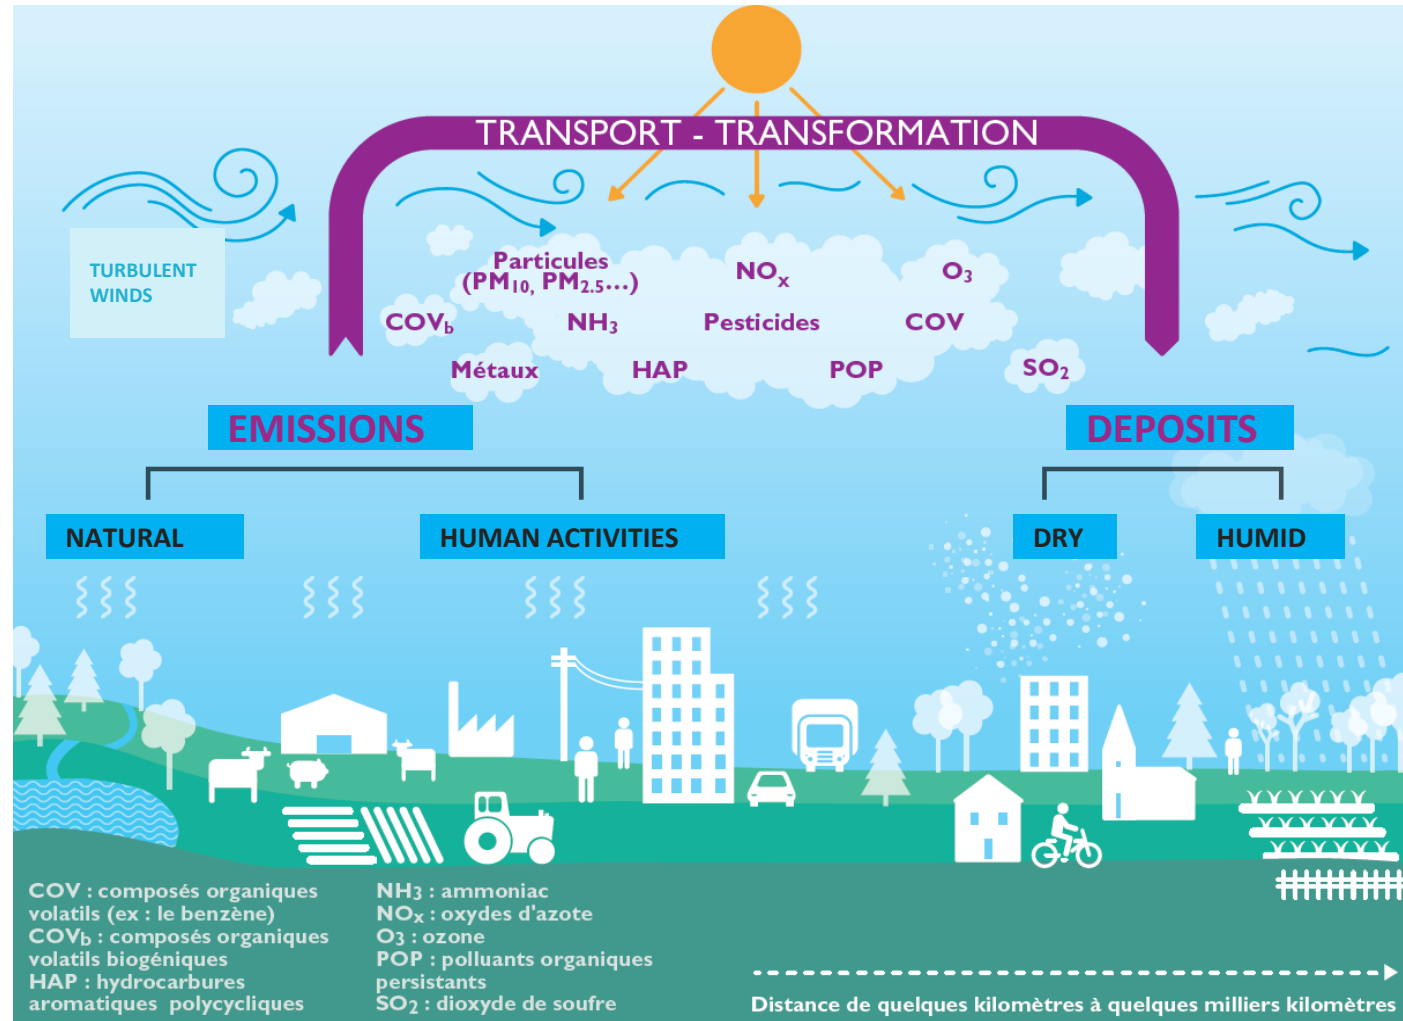 TRANSPORT - TRANSFORMATION
TURBULENT
WINDS
Particules
(PM10, PM2.5...)
NOx
O3
COVb
NH3
Pesticides
COV
Métaux
HAP
POP
SO2
EMISSIONS
DEPOSITS
NATURAL
HUMAN ACTIVITIES
DRY
HUMID
COV : composés organiques
volatils (ex : le benzène)
COVb : composés organiques
volatils biogéniques
HAP : hydrocarbures
aromatiques polycycliques
NH3 : ammoniac
NOx : oxydes d'azote
O3 : ozone
POP : polluants organiques
persistants
SO2 : dioxyde de soufre
Distance de quelques kilomètres à quelques milliers kilomètres